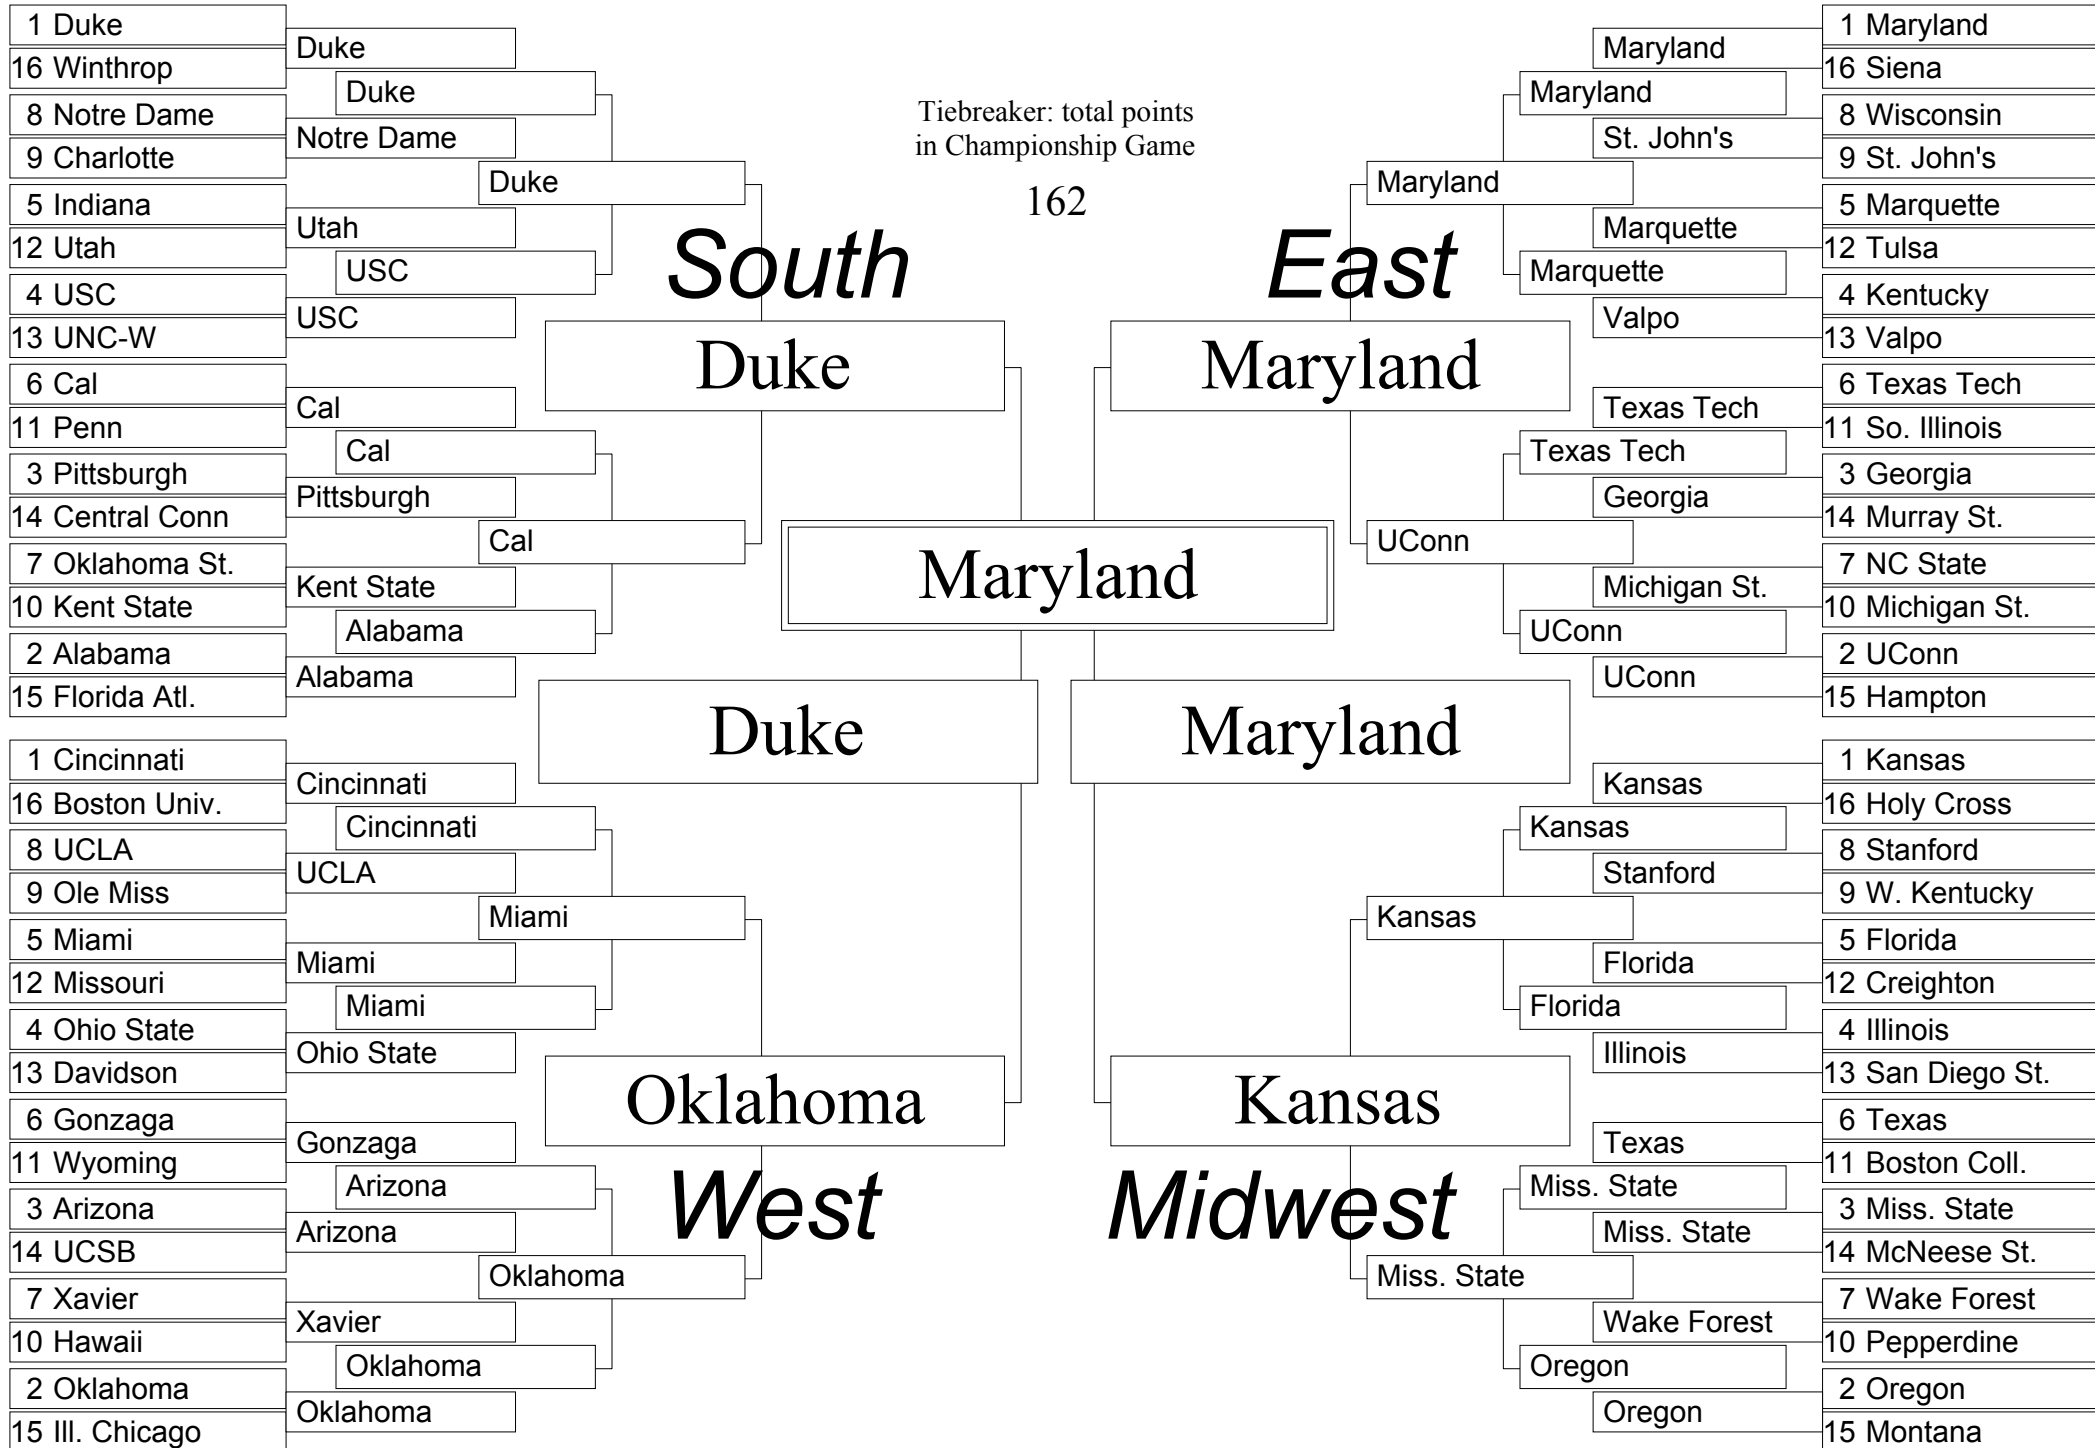 1 Duke
16 Winthrop
8 Notre Dame
9 Charlotte
5 Indiana
12 Utah
4 USC
13 UNC-W
6 Cal
11 Penn
3 Pittsburgh
14 Central Conn
7 Oklahoma St.
10 Kent State
2 Alabama
15 Florida Atl.
Duke
Notre Dame
Utah
USC
Cal
Pittsburgh
Kent State
Alabama
Duke
USC
Cal
Alabama
Duke
Cal
South
Duke
1 Cincinnati
16 Boston Univ.
8 UCLA
9 Ole Miss
5 Miami
12 Missouri
4 Ohio State
13 Davidson
6 Gonzaga
11 Wyoming
3 Arizona
14 UCSB
7 Xavier
10 Hawaii
2 Oklahoma
15 Ill. Chicago
Cincinnati
UCLA
Miami
Ohio State
Gonzaga
Arizona
Xavier
Oklahoma
Cincinnati
Miami
Arizona
Oklahoma
Miami
Oklahoma
Oklahoma
West
Tiebreaker: total points
in Championship Game
162
Maryland
Duke
Maryland
East
Maryland
Maryland
UConn
Maryland
Marquette
Texas Tech
UConn
Maryland
St. John's
Marquette
Valpo
Texas Tech
Georgia
Michigan St.
UConn
1 Maryland
16 Siena
8 Wisconsin
9 St. John's
5 Marquette
12 Tulsa
4 Kentucky
13 Valpo
6 Texas Tech
11 So. Illinois
3 Georgia
14 Murray St.
7 NC State
10 Michigan St.
2 UConn
15 Hampton
Kansas
Midwest
Kansas
Miss. State
Kansas
Florida
Miss. State
Oregon
Kansas
Stanford
Florida
Illinois
Texas
Miss. State
Wake Forest
Oregon
1 Kansas
16 Holy Cross
8 Stanford
9 W. Kentucky
5 Florida
12 Creighton
4 Illinois
13 San Diego St.
6 Texas
11 Boston Coll.
3 Miss. State
14 McNeese St.
7 Wake Forest
10 Pepperdine
2 Oregon
15 Montana